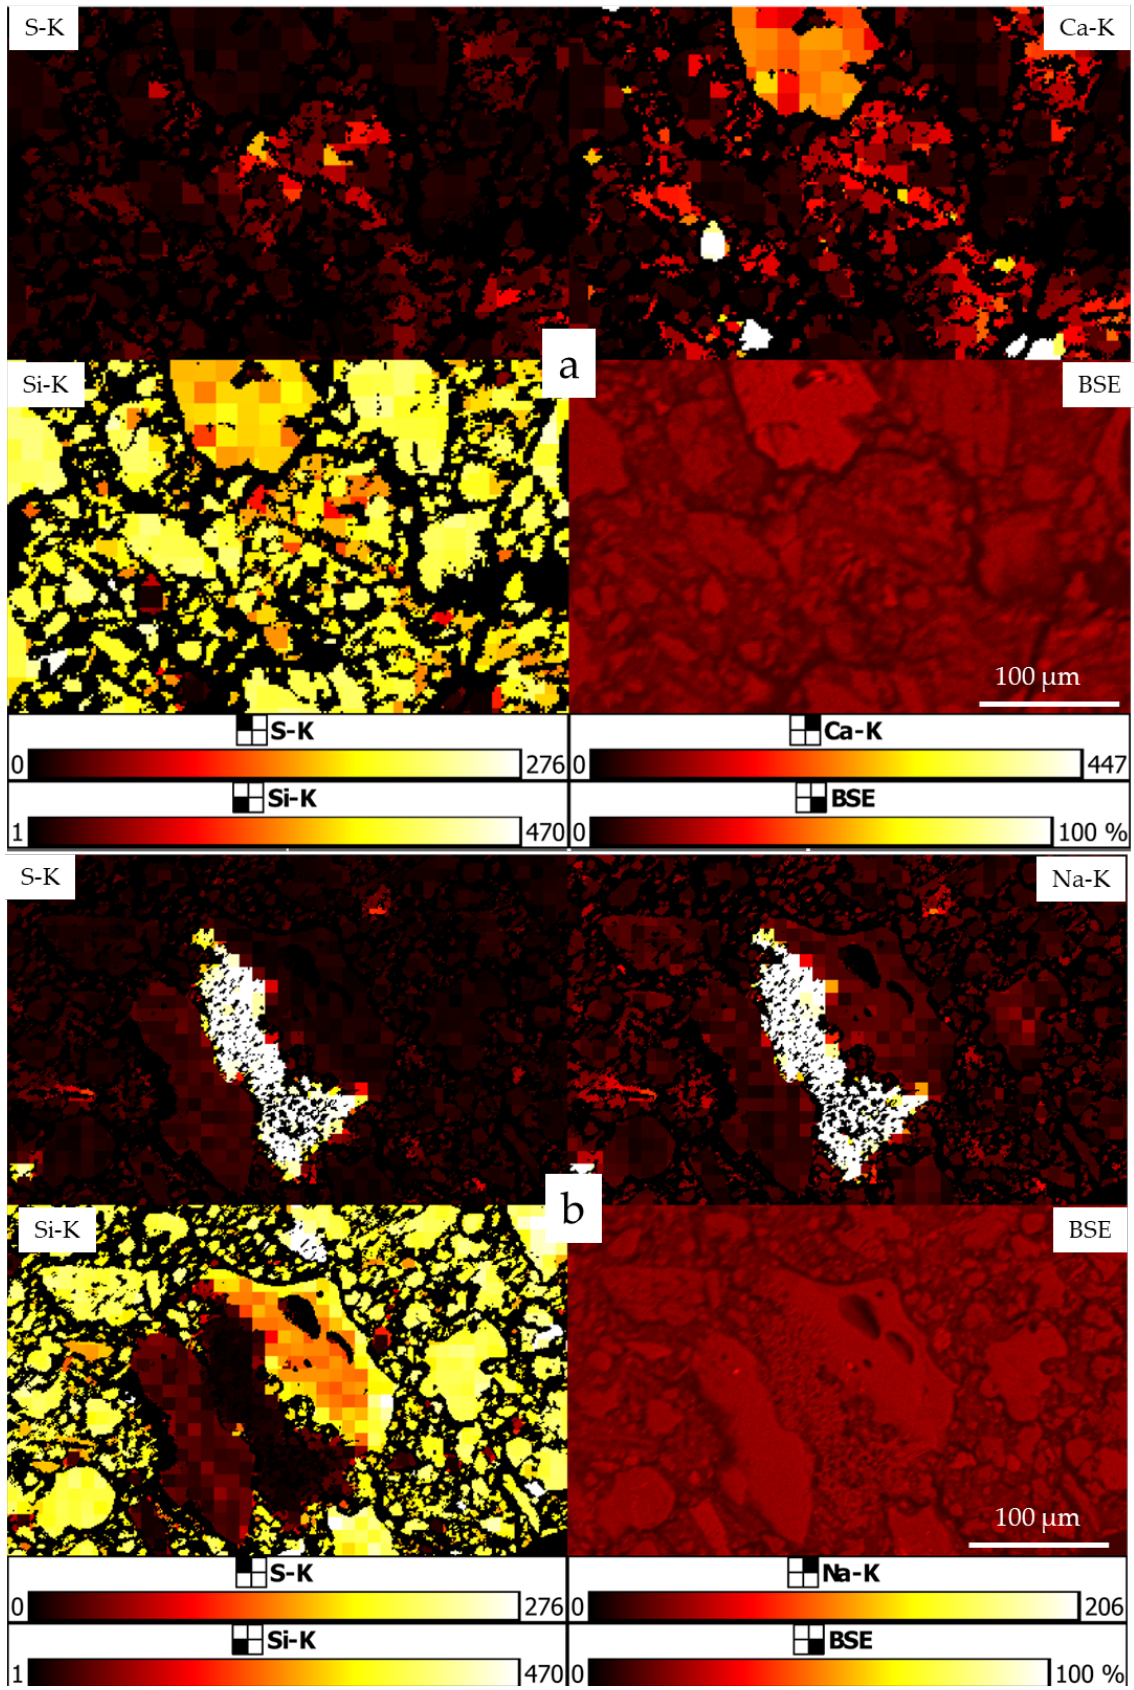 S-K
Ca-K
Si-K
a
BSE
100 µm
S-K
Ca-K
0
276
0
447
Si-K
BSE
1
470
0
100 %
S-K
Na-K
Si-K
b
BSE
100 µm
S-K
Na-K
0
276
0
206
Si-K
BSE
1
470
0
100 %